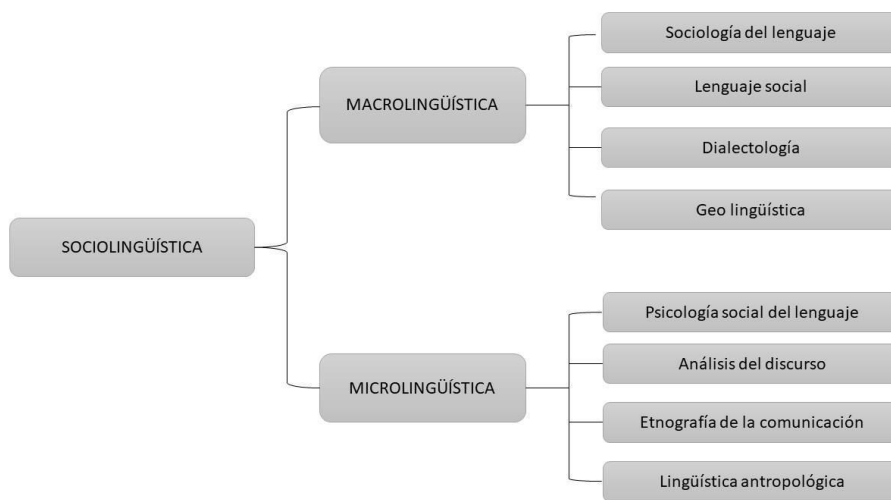 SOCIOLINGÜÍSTICA
MACROLINGÜÍSTICA
Sociología del lenguaje
Lenguaje social
Dialectología
Geo lingüística
MICROLINGÜÍSTICA
Psicología social del lenguaje
Análisis del discurso
Etnografía de la comunicación
Lingüística antropológica